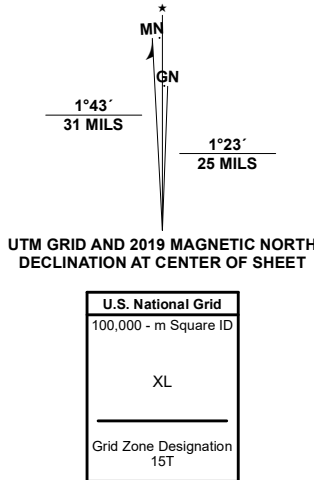 ★
MN
GN
1°43´
31 MILS
1°23´
25 MILS
UTM GRID AND 2019 MAGNETIC NORTH
DECLINATION AT CENTER OF SHEET
U.S. National Grid
100,000 - m Square ID
XL
Grid Zone Designation
15T